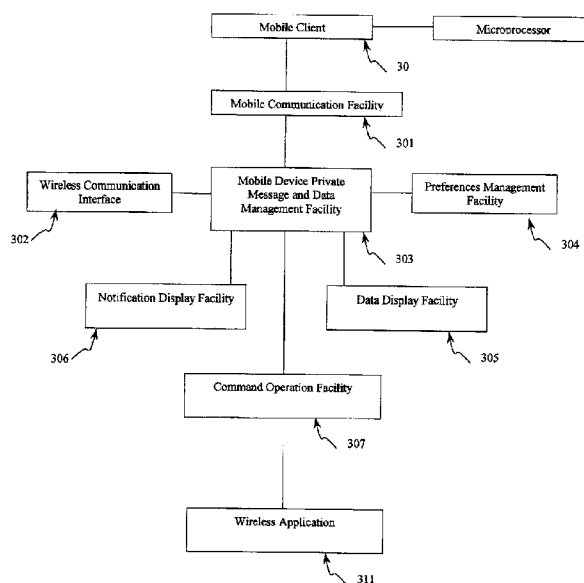 Mobile Client
Microprocessor
30
Mobile Communication Facility
301
Wireless Communication
Interface
302
Mobile Device Private
Message and Data
Management Facility
303
Preferences Management
Facility
304
Notification Display Facility
306
Data Display Facility
305
Command Operation Facility
307
Wireless Application
311